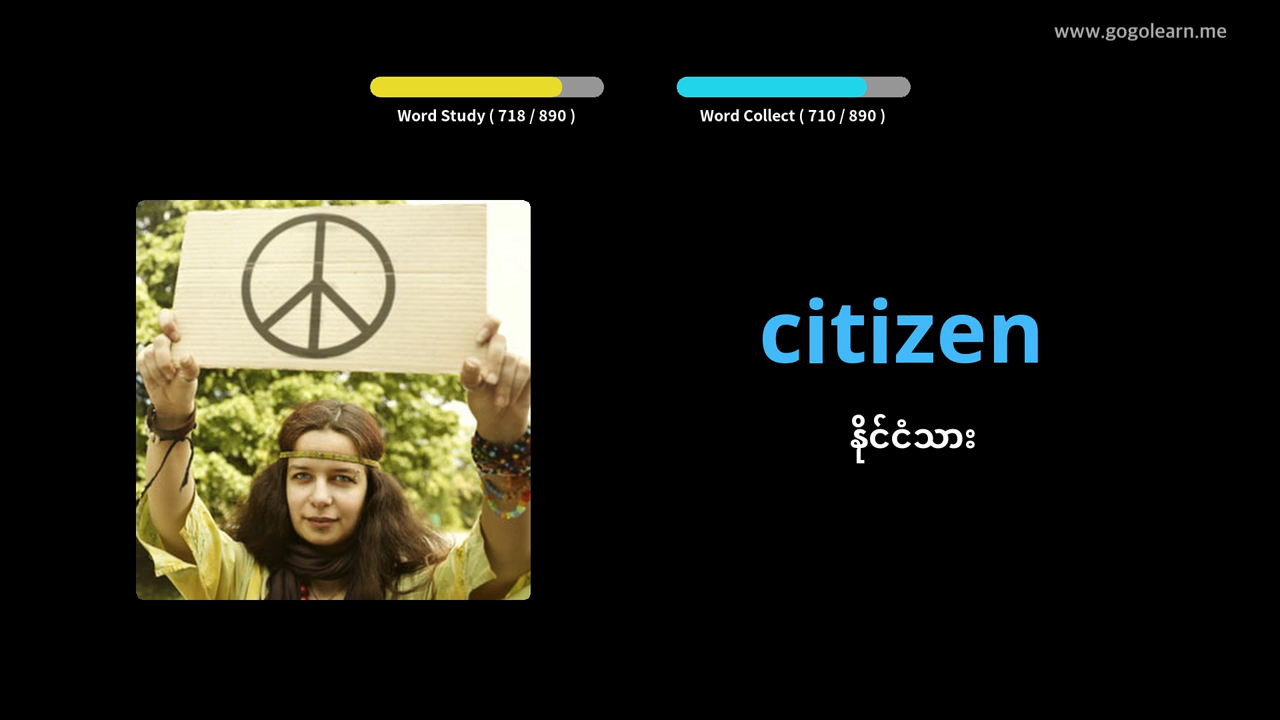 www.gogolearn.me
Word Study ( 718 / 890 )
Word Collect ( 710 / 890 )
citizen
နိုင်ငံသား